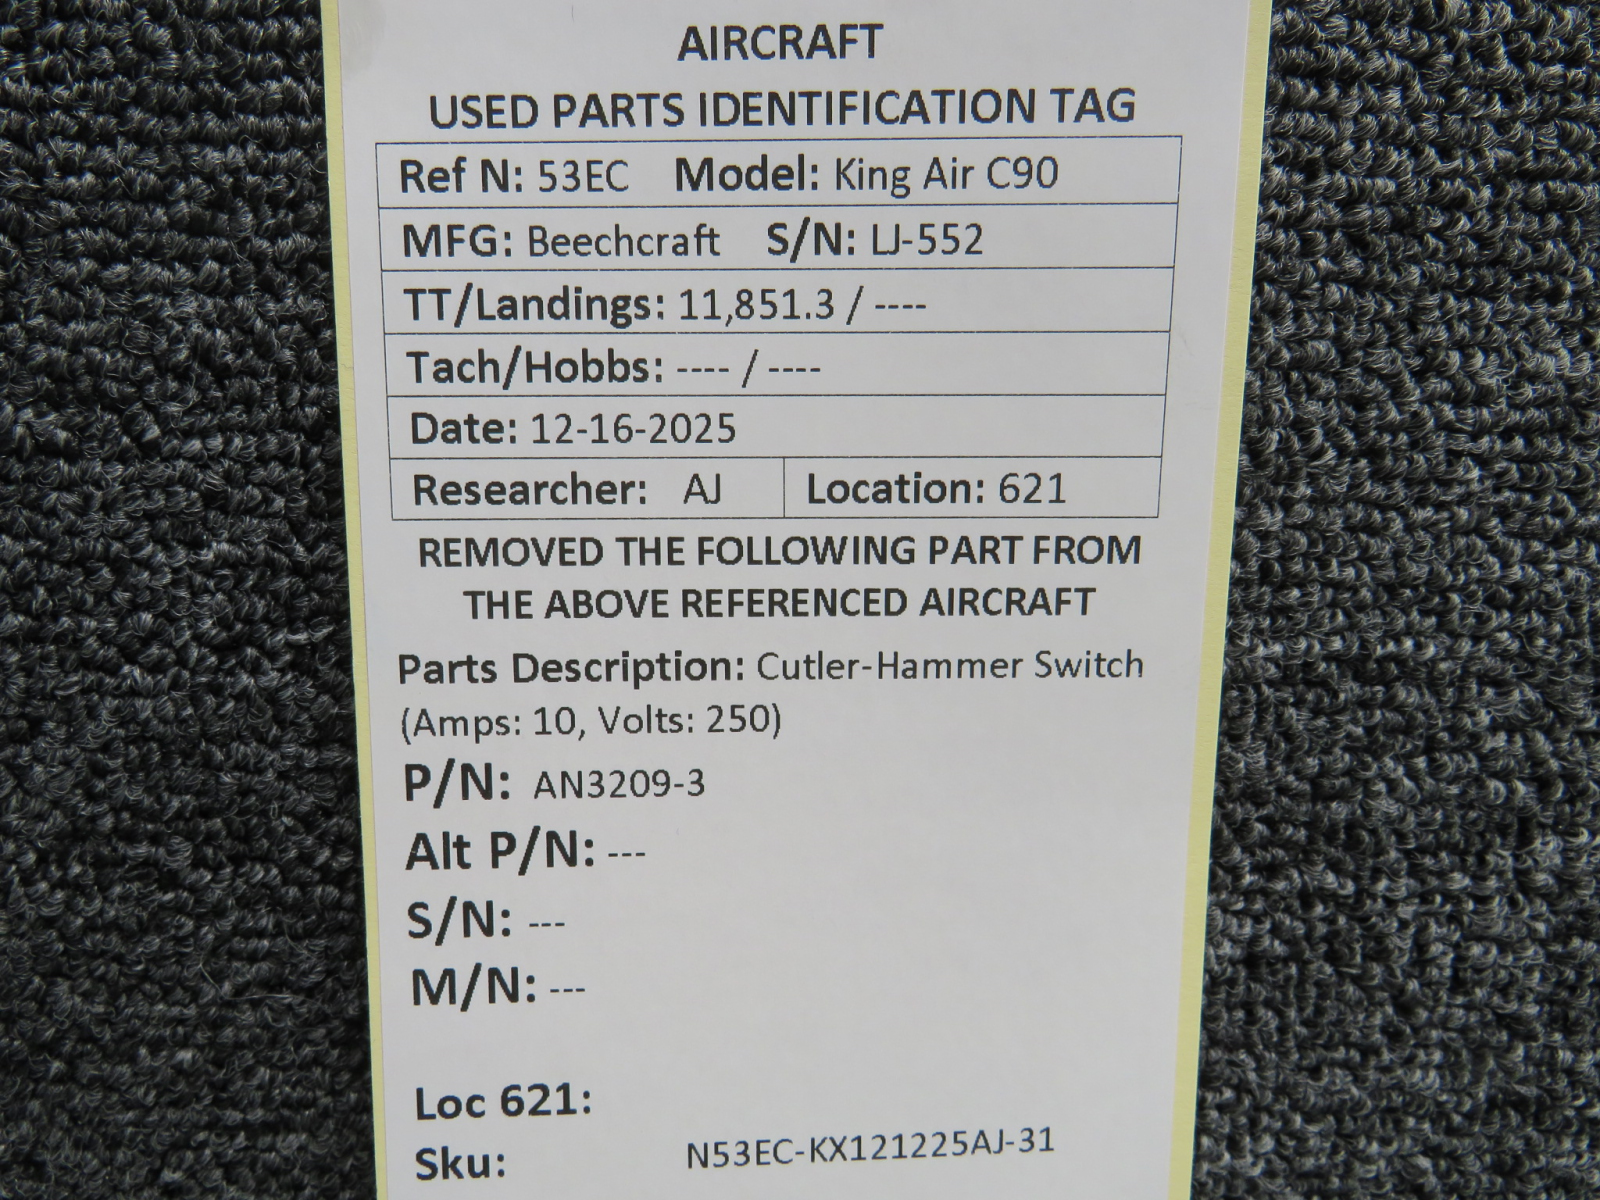 AIRCRAFT
USED PARTS IDENTIFICATION TAG
Ref N: 53EC Model: King Air C90
MFG: Beechcraft S/N: LJ-552
TT/Landings: 11,851.3 / ----
Tach/Hobbs: ---- / ----
Date: 12-16-2025
Researcher: AJ Location: 621
REMOVED THE FOLLOWING PART FROM
THE ABOVE REFERENCED AIRCRAFT
Parts Description: Cutler-Hammer Switch
(Amps: 10, Volts: 250)
P/N: AN3209-3
Alt P/N: ---
S/N: ---
M/N: ---
Loc 621:
Sku: N53EC-KX121225AJ-31